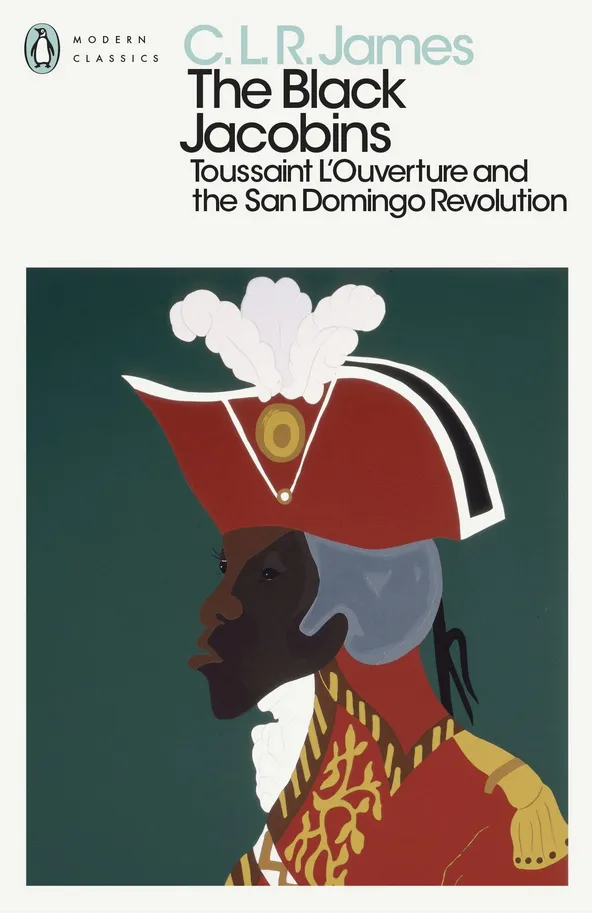 MODERN
CLASSICS
C.L.R. James
The Black
Jacobins
Toussaint L'Ouverture and
the San Domingo Revolution